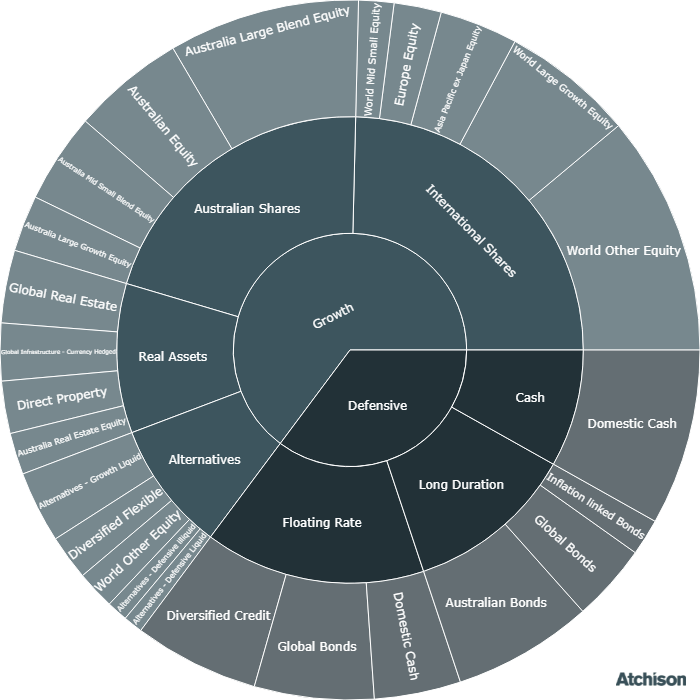 Growth
International Shares
World Other Equity
World Large Growth Equity
Asia Pacific ex Japan Equity
Europe Equity
World Mid Small Equity
Australian Shares
Australia Large Blend Equity
Australian Equity
Australia Mid Small Blend Equity
Australia Large Growth Equity
Real Assets
Global Real Estate
Global Infrastructure - Currency Hedged
Direct Property
Australia Real Estate Equity
Alternatives
Alternatives - Growth Liquid
Diversified Flexible
World Other Equity
Alternatives - Defensive Illiquid
Alternatives - Defensive Liquid
Defensive
Floating Rate
Diversified Credit
Global Bonds
Domestic Cash
Long Duration
Australian Bonds
Global Bonds
Inflation linked Bonds
Cash
Domestic Cash
Atchison